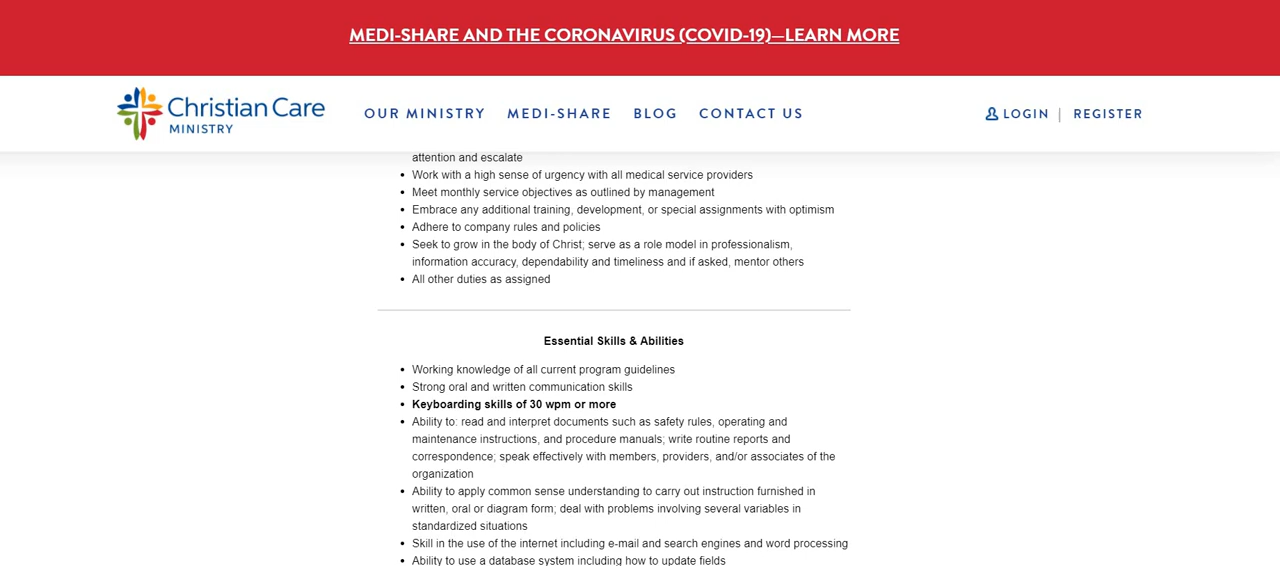 MEDI-SHARE AND THE CORONAVIRUS (COVID-19)—LEARN MORE
Christian Care
MINISTRY
OUR MINISTRY
MEDI-SHARE
BLOG
CONTACT US
LOGIN | REGISTER
attention and escalate
• Work with a high sense of urgency with all medical service providers
• Meet monthly service objectives as outlined by management
• Embrace any additional training, development, or special assignments with optimism
• Adhere to company rules and policies
• Seek to grow in the body of Christ; serve as a role model in professionalism,
information accuracy, dependability and timeliness and if asked, mentor others
• All other duties as assigned
Essential Skills & Abilities
• Working knowledge of all current program guidelines
• Strong oral and written communication skills
• Keyboarding skills of 30 wpm or more
• Ability to: read and interpret documents such as safety rules, operating and
maintenance instructions, and procedure manuals; write routine reports and
correspondence; speak effectively with members, providers, and/or associates of the
organization
• Ability to apply common sense understanding to carry out instruction furnished in
written, oral or diagram form; deal with problems involving several variables in
standardized situations
• Skill in the use of the internet including e-mail and search engines and word processing
• Ability to use a database system including how to update fields